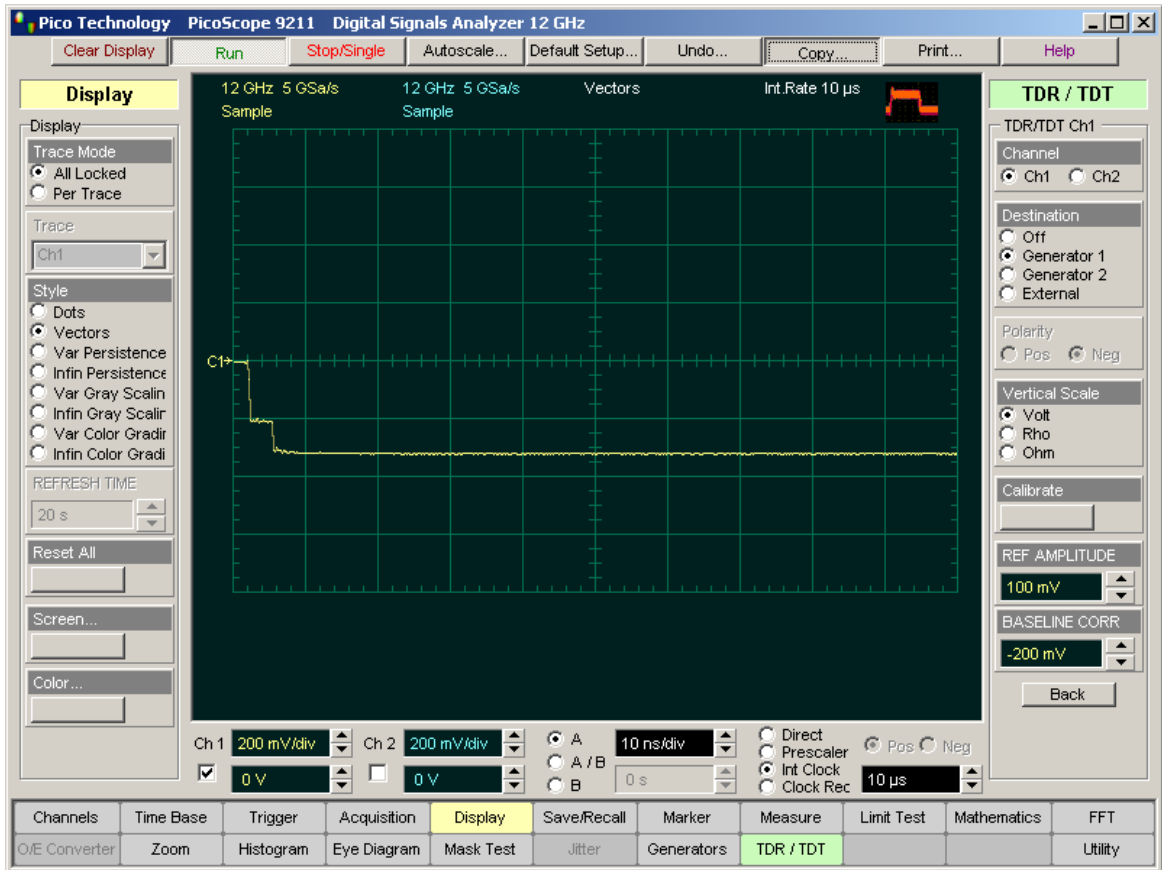 Pico Technology PicoScope 9211 Digital Signals Analyzer 12 GHz
Clear Display Run Stop/Single Autoscale... Default Setup... Undo... Copy... Print... Help
Display
Display
Trace Mode
All Locked
Per Trace
Trace
Ch1
Style
Dots
Vectors
Var Persistence
Infin Persistence
Var Gray Scalin
Infin Gray Scalin
Var Color Gradir
Infin Color Gradi
REFRESH TIME
20 s
Reset All
Screen...
Color...
12 GHz 5 GSa/s 12 GHz 5 GSa/s Vectors Int.Rate 10 µs
Sample Sample
C1
TDR / TDT
TDR/TDT Ch1
Channel
Ch1 Ch2
Destination
Off
Generator 1
Generator 2
External
Polarity
Pos Neg
Vertical Scale
Volt
Rho
Ohm
Calibrate
REF AMPLITUDE
100 mV
BASELINE CORR
-200 mV
Back
Ch 1 200 mV/div Ch 2 200 mV/div A 10 ns/div Direct Pos Neg
A / B Prescaler
0 V 0 V B 0 s Int Clock 10 µs
Clock Rec
Channels Time Base Trigger Acquisition Display Save/Recall Marker Measure Limit Test Mathematics FFT
O/E Converter Zoom Histogram Eye Diagram Mask Test Jitter Generators TDR / TDT Utility